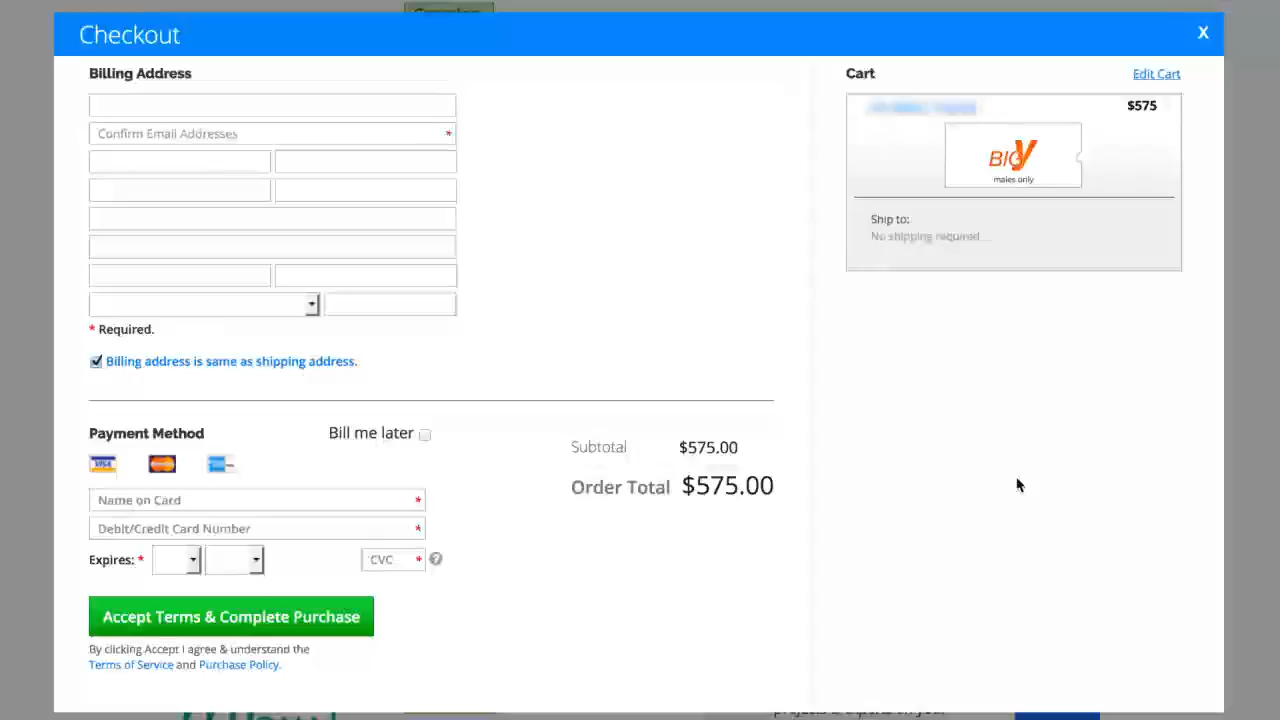 Checkout
X
Billing Address
Confirm Email Addresses *
* Required.
Billing address is same as shipping address.
Payment Method
Bill me later
VISA
Name on Card *
Debit/Credit Card Number *
Expires: *
CVC * ?
Subtotal $575.00
Order Total $575.00
Accept Terms & Complete Purchase
By clicking Accept I agree & understand the
Terms of Service and Purchase Policy.
Cart
Edit Cart
$575
BIGy
males only
Ship to:
No shipping required...